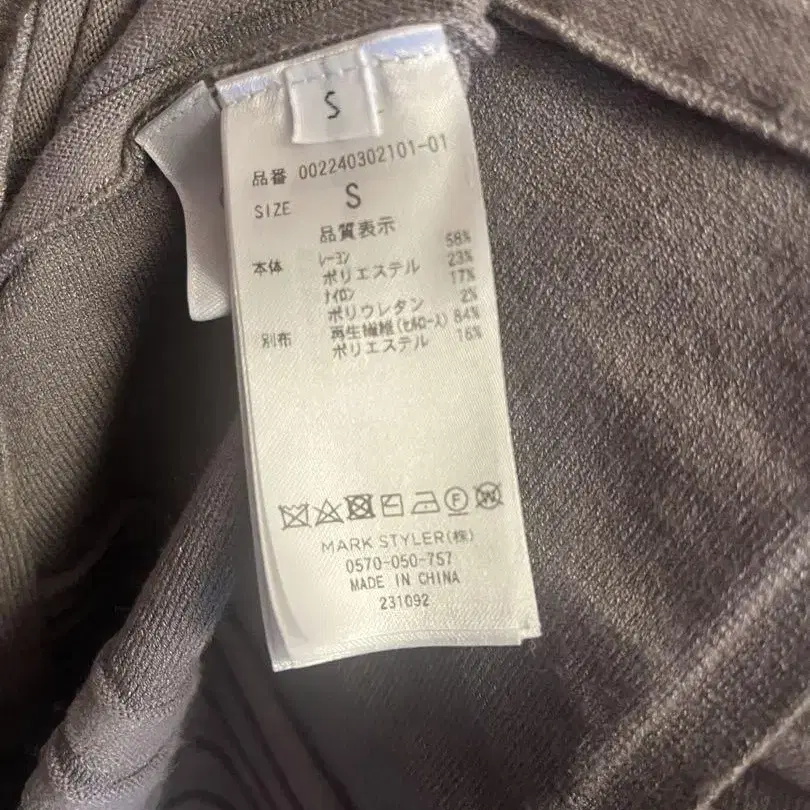 S
品番 002240302101-01
SIZE S
品質表示
本体 レーヨン 58%
ポリエステル 23%
ナイロン 17%
ポリウレタン 2%
別布 再生繊維(セルロース) 84%
ポリエステル 16%
MARK STYLER(株)
0570-050-757
MADE IN CHINA
231092